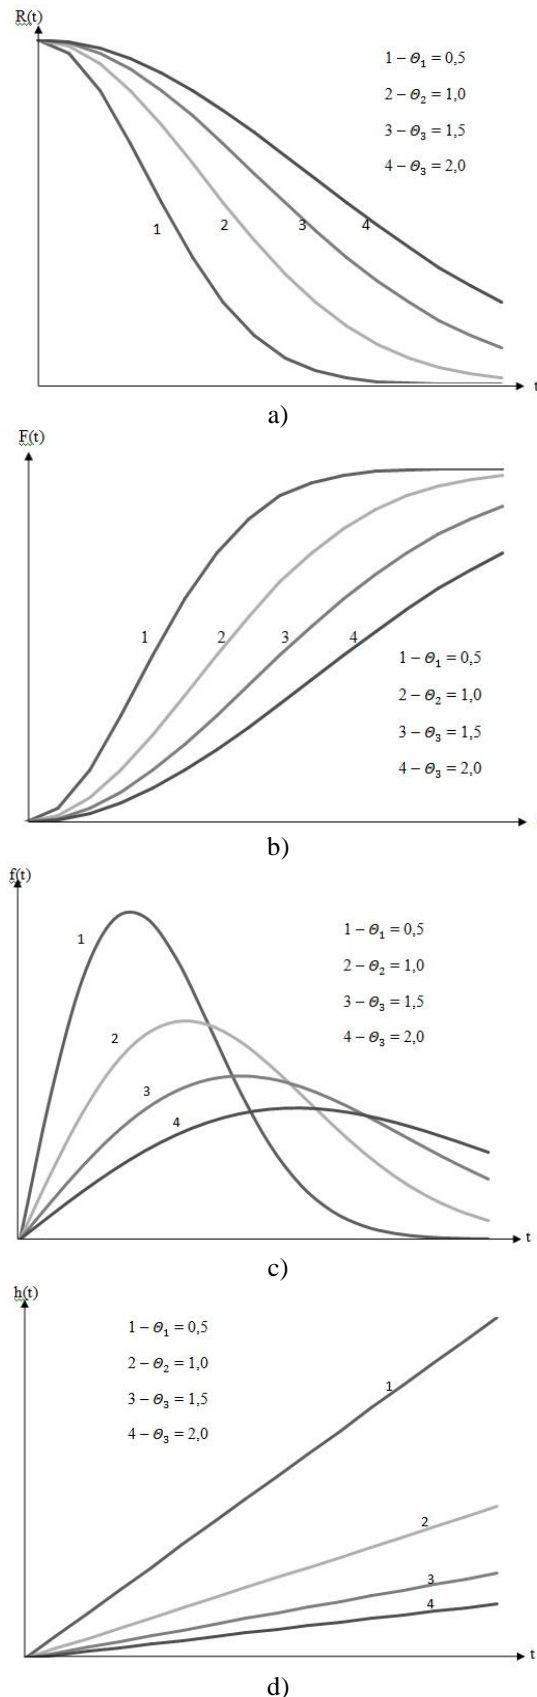 R(t)
1 – Θ₁ = 0,5
2 – Θ₂ = 1,0
3 – Θ₃ = 1,5
4 – Θ₃ = 2,0
1 2 3 4
t
a)
F(t)
1 2 3 4
1 – Θ₁ = 0,5
2 – Θ₂ = 1,0
3 – Θ₃ = 1,5
4 – Θ₃ = 2,0
b)
f(t)
1
1 – Θ₁ = 0,5
2 – Θ₂ = 1,0
3 – Θ₃ = 1,5
4 – Θ₃ = 2,0
2
3
4
t
c)
h(t)
1 – Θ₁ = 0,5
2 – Θ₂ = 1,0
3 – Θ₃ = 1,5
4 – Θ₃ = 2,0
1
2
3
4
t
d)